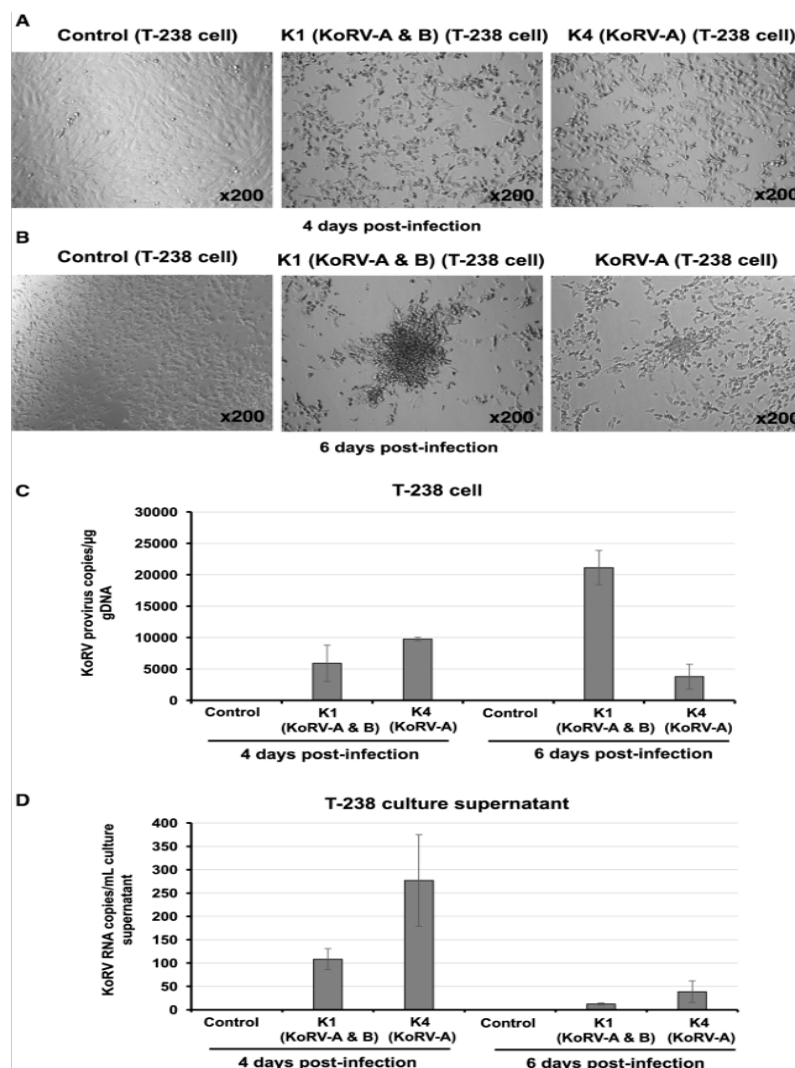 A
Control (T-238 cell) K1 (KoRV-A & B) (T-238 cell) K4 (KoRV-A) (T-238 cell)
x200 x200 x200
4 days post-infection
B
Control (T-238 cell) K1 (KoRV-A & B) (T-238 cell) KoRV-A (T-238 cell)
x200 x200 x200
6 days post-infection
C
T-238 cell
KoRV provirus copies/µg
gDNA
30000
25000
20000
15000
10000
5000
0
Control K1 K4 Control K1 K4
(KoRV-A & B) (KoRV-A) (KoRV-A & B) (KoRV-A)
4 days post-infection 6 days post-infection
D
T-238 culture supernatant
KoRV RNA copies/mL culture
supernatant
400
350
300
250
200
150
100
50
0
Control K1 K4 Control K1 K4
(KoRV-A & B) (KoRV-A) (KoRV-A & B) (KoRV-A)
4 days post-infection 6 days post-infection